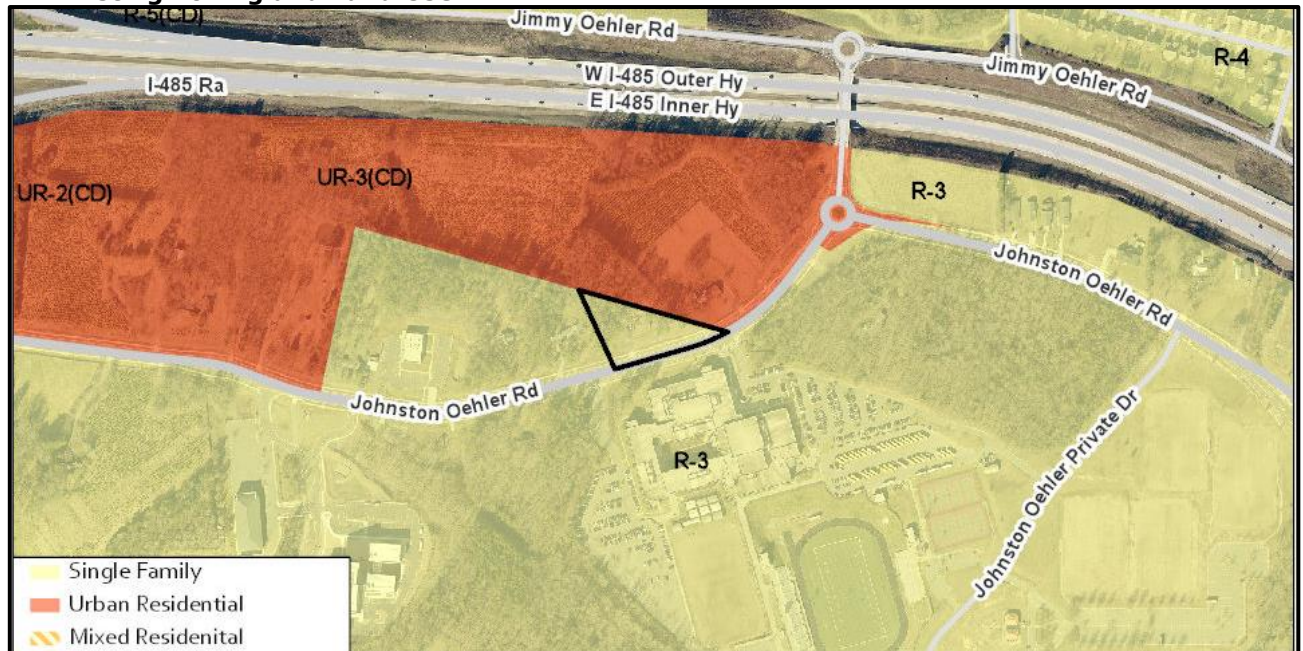 R-5(CD)
Jimmy Oehler Rd
R-4
Jimmy Oehler Rd
I-485 Ra
W I-485 Outer Hy
E I-485 Inner Hy
UR-2(CD)
UR-3(CD)
R-3
Johnston Oehler Rd
Johnston Oehler Rd
R-3
Johnston Oehler Private Dr
Single Family
Urban Residential
Mixed Residenital